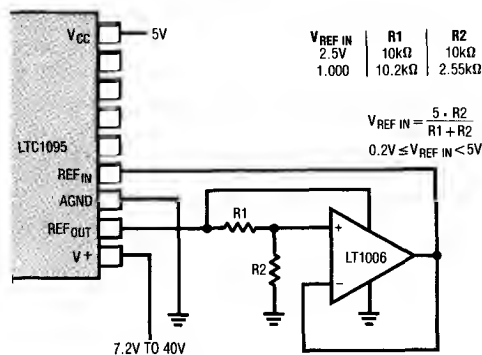 VCC
5V
LTC1095
REFIN
AGND
REFOUT
V+
7.2V TO 40V
R1
R2
+
LT1006
−
VREF IN | R1 | R2
2.5V | 10kΩ | 10kΩ
1.000 | 10.2kΩ | 2.55kΩ
VREF IN = 5 · R2 / R1 + R2
0.2V ≤ VREF IN < 5V